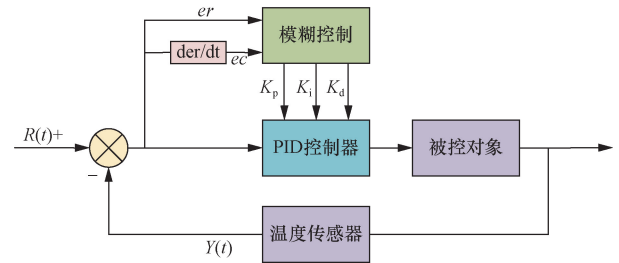 er
模糊控制
der/dt
ec
Kp
Ki
Kd
R(t)+
PID控制器
被控对象
−
温度传感器
Y(t)